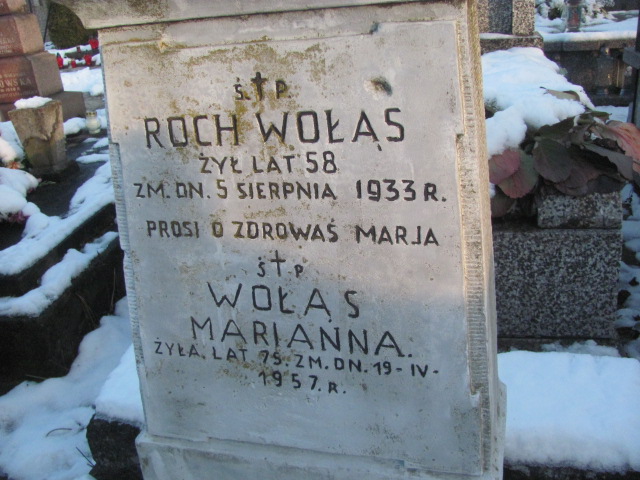 Ś † P
ROCH WOŁĄS
ŻYŁ LAT 58
ZM. DN. 5 SIERPNIA 1933 R.
PROSI O ZDROWAŚ MARJA
Ś † P
WOŁĄS
MARIANNA.
ŻYŁA. LAT. 75. ZM. DN. 19-IV-
1957. R.